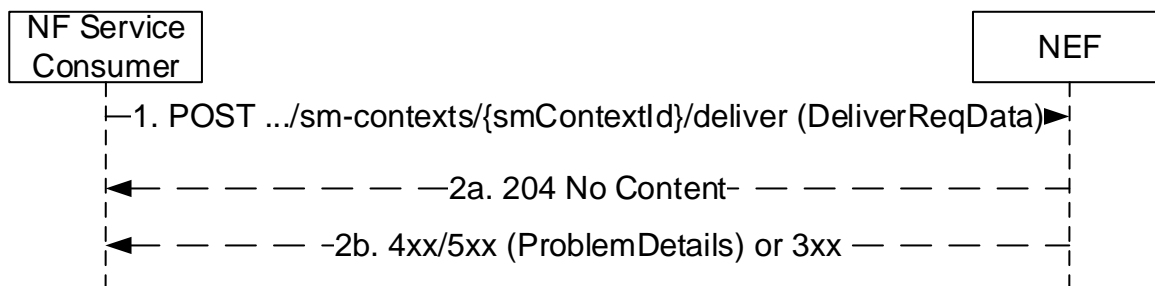 NF Service
Consumer
NEF
1. POST .../sm-contexts/{smContextId}/deliver (DeliverReqData)
2a. 204 No Content
2b. 4xx/5xx (ProblemDetails) or 3xx